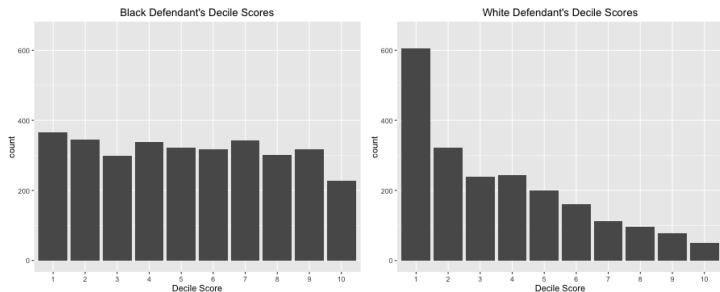 Black Defendant's Decile Scores
600
400
200
0
count
1 2 3 4 5 6 7 8 9 10
Decile Score
White Defendant's Decile Scores
600
400
200
0
count
1 2 3 4 5 6 7 8 9 10
Decile Score